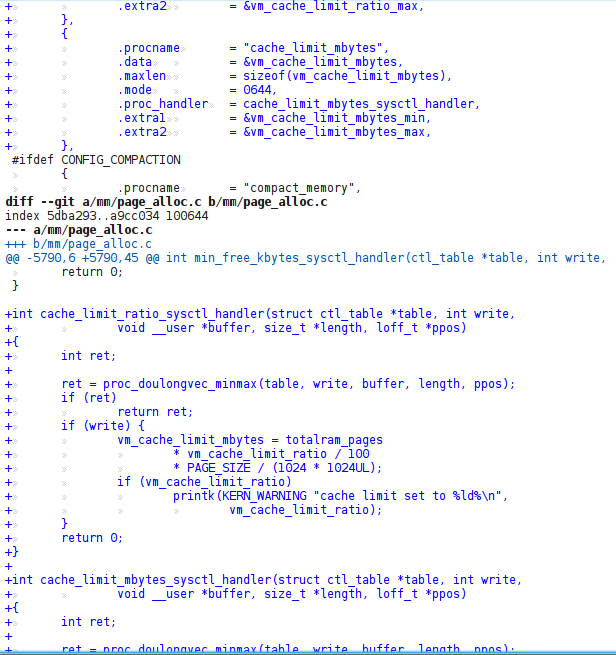 +»       »       .extra2»        = &vm_cache_limit_ratio_max,
+»       },
+»       {
+»       »       .procname»      = "cache_limit_mbytes",
+»       »       .data»  »       = &vm_cache_limit_mbytes,
+»       »       .maxlen»»       = sizeof(vm_cache_limit_mbytes),
+»       »       .mode»  »       = 0644,
+»       »       .proc_handler»  = cache_limit_mbytes_sysctl_handler,
+»       »       .extra1»»       = &vm_cache_limit_mbytes_min,
+»       »       .extra2»»       = &vm_cache_limit_mbytes_max,
+»       },
 #ifdef CONFIG_COMPACTION
 »       {
 »       »       .procname»      = "compact_memory",
diff --git a/mm/page_alloc.c b/mm/page_alloc.c
index 5dba293..a9cc034 100644
--- a/mm/page_alloc.c
+++ b/mm/page_alloc.c
@@ -5790,6 +5790,45 @@ int min_free_kbytes_sysctl_handler(ctl_table *table, int write,
 »       return 0;
 }

+int cache_limit_ratio_sysctl_handler(struct ctl_table *table, int write,
+»       »       void __user *buffer, size_t *length, loff_t *ppos)
+{
+»       int ret;
+
+»       ret = proc_doulongvec_minmax(table, write, buffer, length, ppos);
+»       if (ret)
+»       »       return ret;
+»       if (write) {
+»       »       vm_cache_limit_mbytes = totalram_pages
+»       »       »       * vm_cache_limit_ratio / 100
+»       »       »       * PAGE_SIZE / (1024 * 1024UL);
+»       »       if (vm_cache_limit_ratio)
+»       »       »       printk(KERN_WARNING "cache limit set to %ld%\n",
+»       »       »       »       vm_cache_limit_ratio);
+»       }
+»       return 0;
+}
+
+int cache_limit_mbytes_sysctl_handler(struct ctl_table *table, int write,
+»       »       void __user *buffer, size_t *length, loff_t *ppos)
+{
+»       int ret;
+
+»       ret = proc_doulongvec_minmax(table, write, buffer, length, ppos);